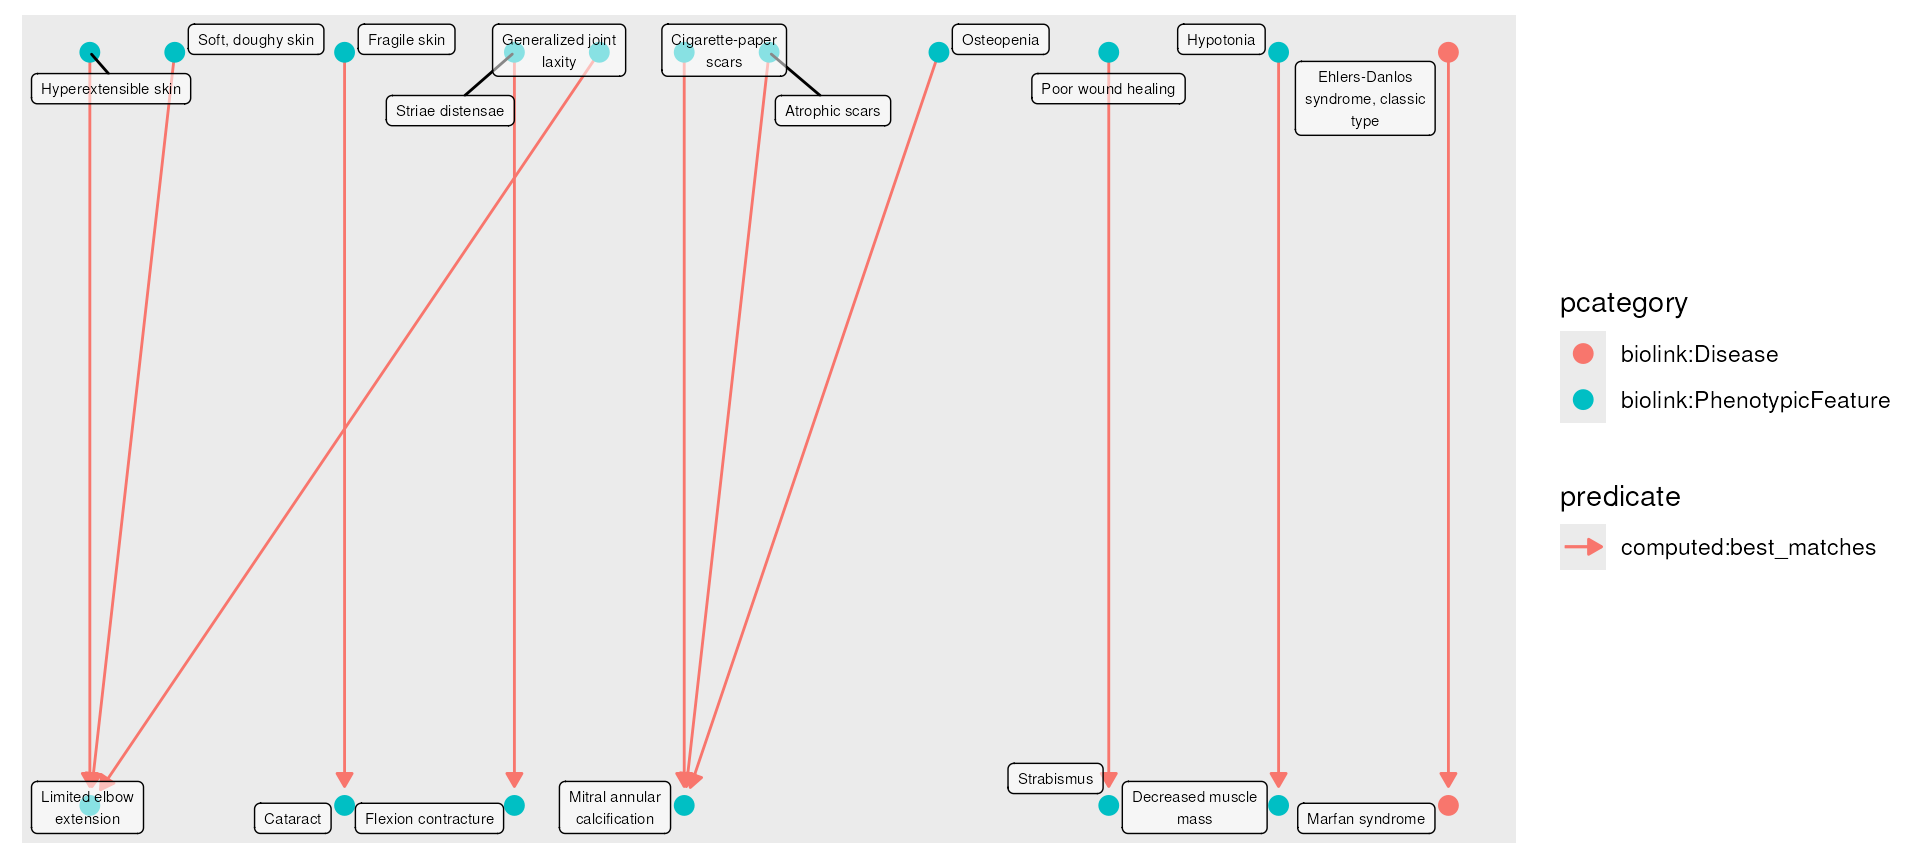 Soft, doughy skin
Fragile skin
Generalized joint
laxity
Cigarette-paper
scars
Osteopenia
Hypotonia
Hyperextensible skin
Striae distensae
Atrophic scars
Poor wound healing
Ehlers-Danlos
syndrome, classic
type
pcategory
biolink:Disease
biolink:PhenotypicFeature
predicate
computed:best_matches
Limited elbow
extension
Cataract
Flexion contracture
Mitral annular
calcification
Strabismus
Decreased muscle
mass
Marfan syndrome